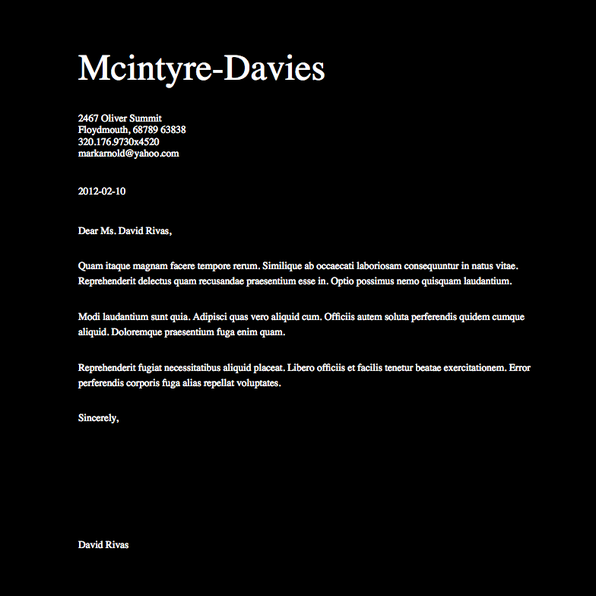 Mcintyre-Davies
2467 Oliver Summit
Floydmouth, 68789 63838
320.176.9730x4520
markarnold@yahoo.com
2012-02-10
Dear Ms. David Rivas,
Quam itaque magnam facere tempore rerum. Similique ab occaecati laboriosam consequuntur in natus vitae.
Reprehenderit delectus quam recusandae praesentium esse in. Optio possimus nemo quisquam laudantium.
Modi laudantium sunt quia. Adipisci quas vero aliquid cum. Officiis autem soluta perferendis quidem cumque
aliquid. Doloremque praesentium fuga enim quam.
Reprehenderit fugiat necessitatibus aliquid placeat. Libero officiis et facilis tenetur beatae exercitationem. Error
perferendis corporis fuga alias repellat voluptates.
Sincerely,
David Rivas